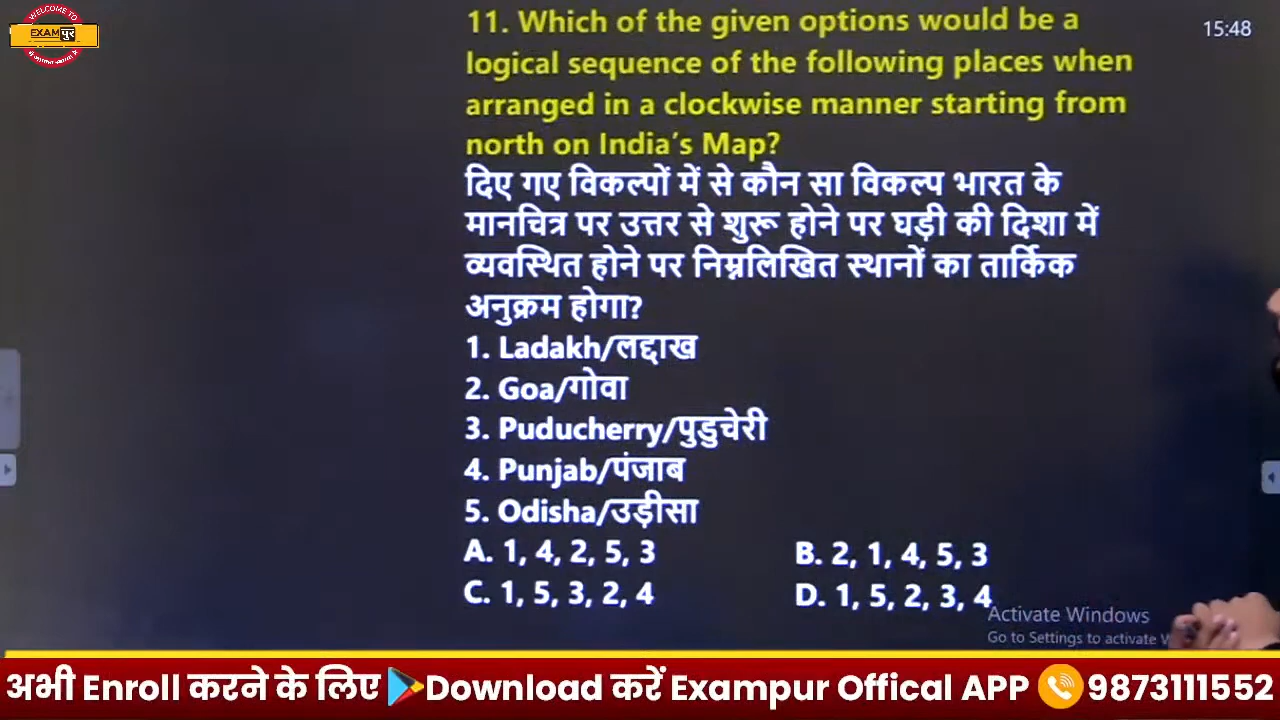 WELCOME TO
EXAMपुर
11. Which of the given options would be a
15:48
logical sequence of the following places when
arranged in a clockwise manner starting from
north on India's Map?
दिए गए विकल्पों में से कौन सा विकल्प भारत के
मानचित्र पर उत्तर से शुरू होने पर घड़ी की दिशा में
व्यवस्थित होने पर निम्नलिखित स्थानों का तार्किक
अनुक्रम होगा?
1. Ladakh/लद्दाख
2. Goa/गोवा
3. Puducherry/पुडुचेरी
4. Punjab/पंजाब
5. Odisha/उड़ीसा
A. 1, 4, 2, 5, 3 B. 2, 1, 4, 5, 3
C. 1, 5, 3, 2, 4 D. 1, 5, 2, 3, 4
Activate Windows
Go to Settings to activate W
अभी Enroll करने के लिए Download करें Exampur Offical APP 9873111552